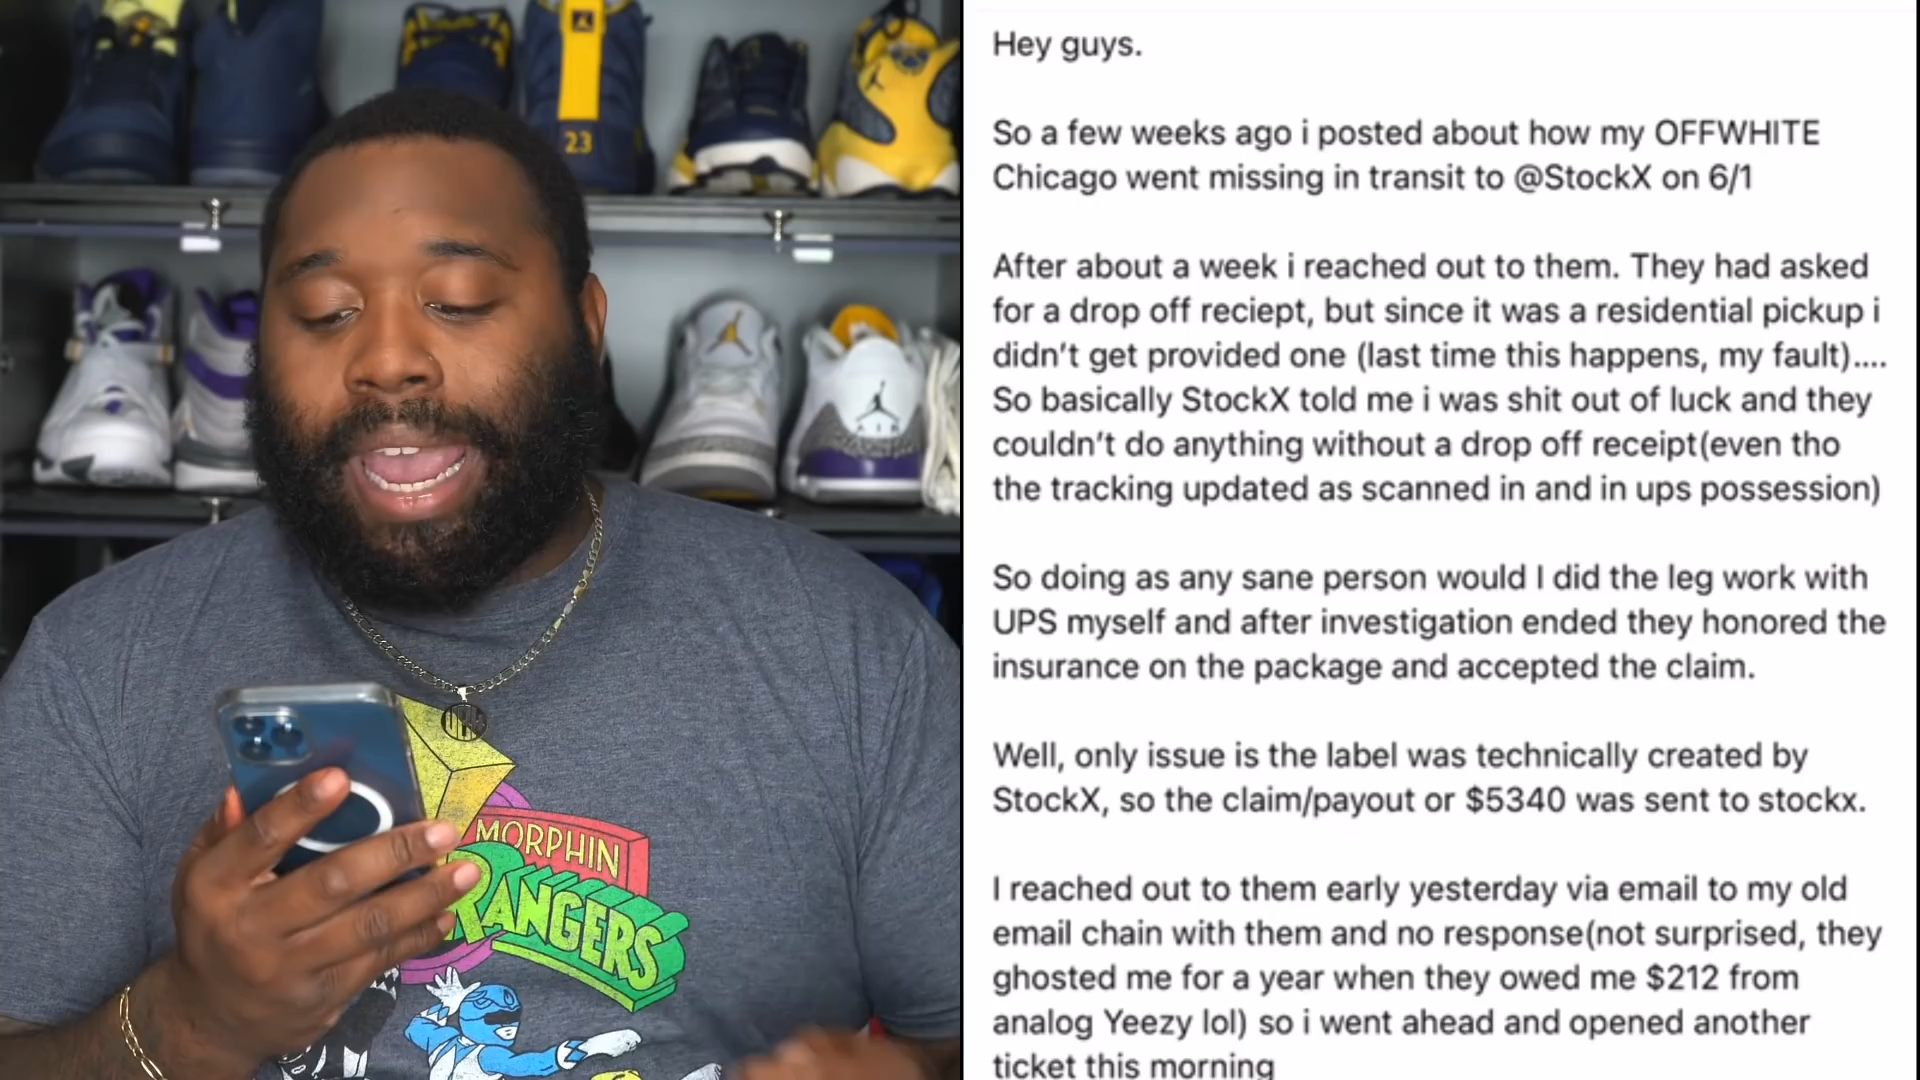 23
MORPHIN
RANGERS
Hey guys.
So a few weeks ago i posted about how my OFFWHITE
Chicago went missing in transit to @StockX on 6/1
After about a week i reached out to them. They had asked
for a drop off reciept, but since it was a residential pickup i
didn't get provided one (last time this happens, my fault)....
So basically StockX told me i was shit out of luck and they
couldn't do anything without a drop off receipt(even tho
the tracking updated as scanned in and in ups possession)
So doing as any sane person would I did the leg work with
UPS myself and after investigation ended they honored the
insurance on the package and accepted the claim.
Well, only issue is the label was technically created by
StockX, so the claim/payout or $5340 was sent to stockx.
I reached out to them early yesterday via email to my old
email chain with them and no response(not surprised, they
ghosted me for a year when they owed me $212 from
analog Yeezy lol) so i went ahead and opened another
ticket this morning